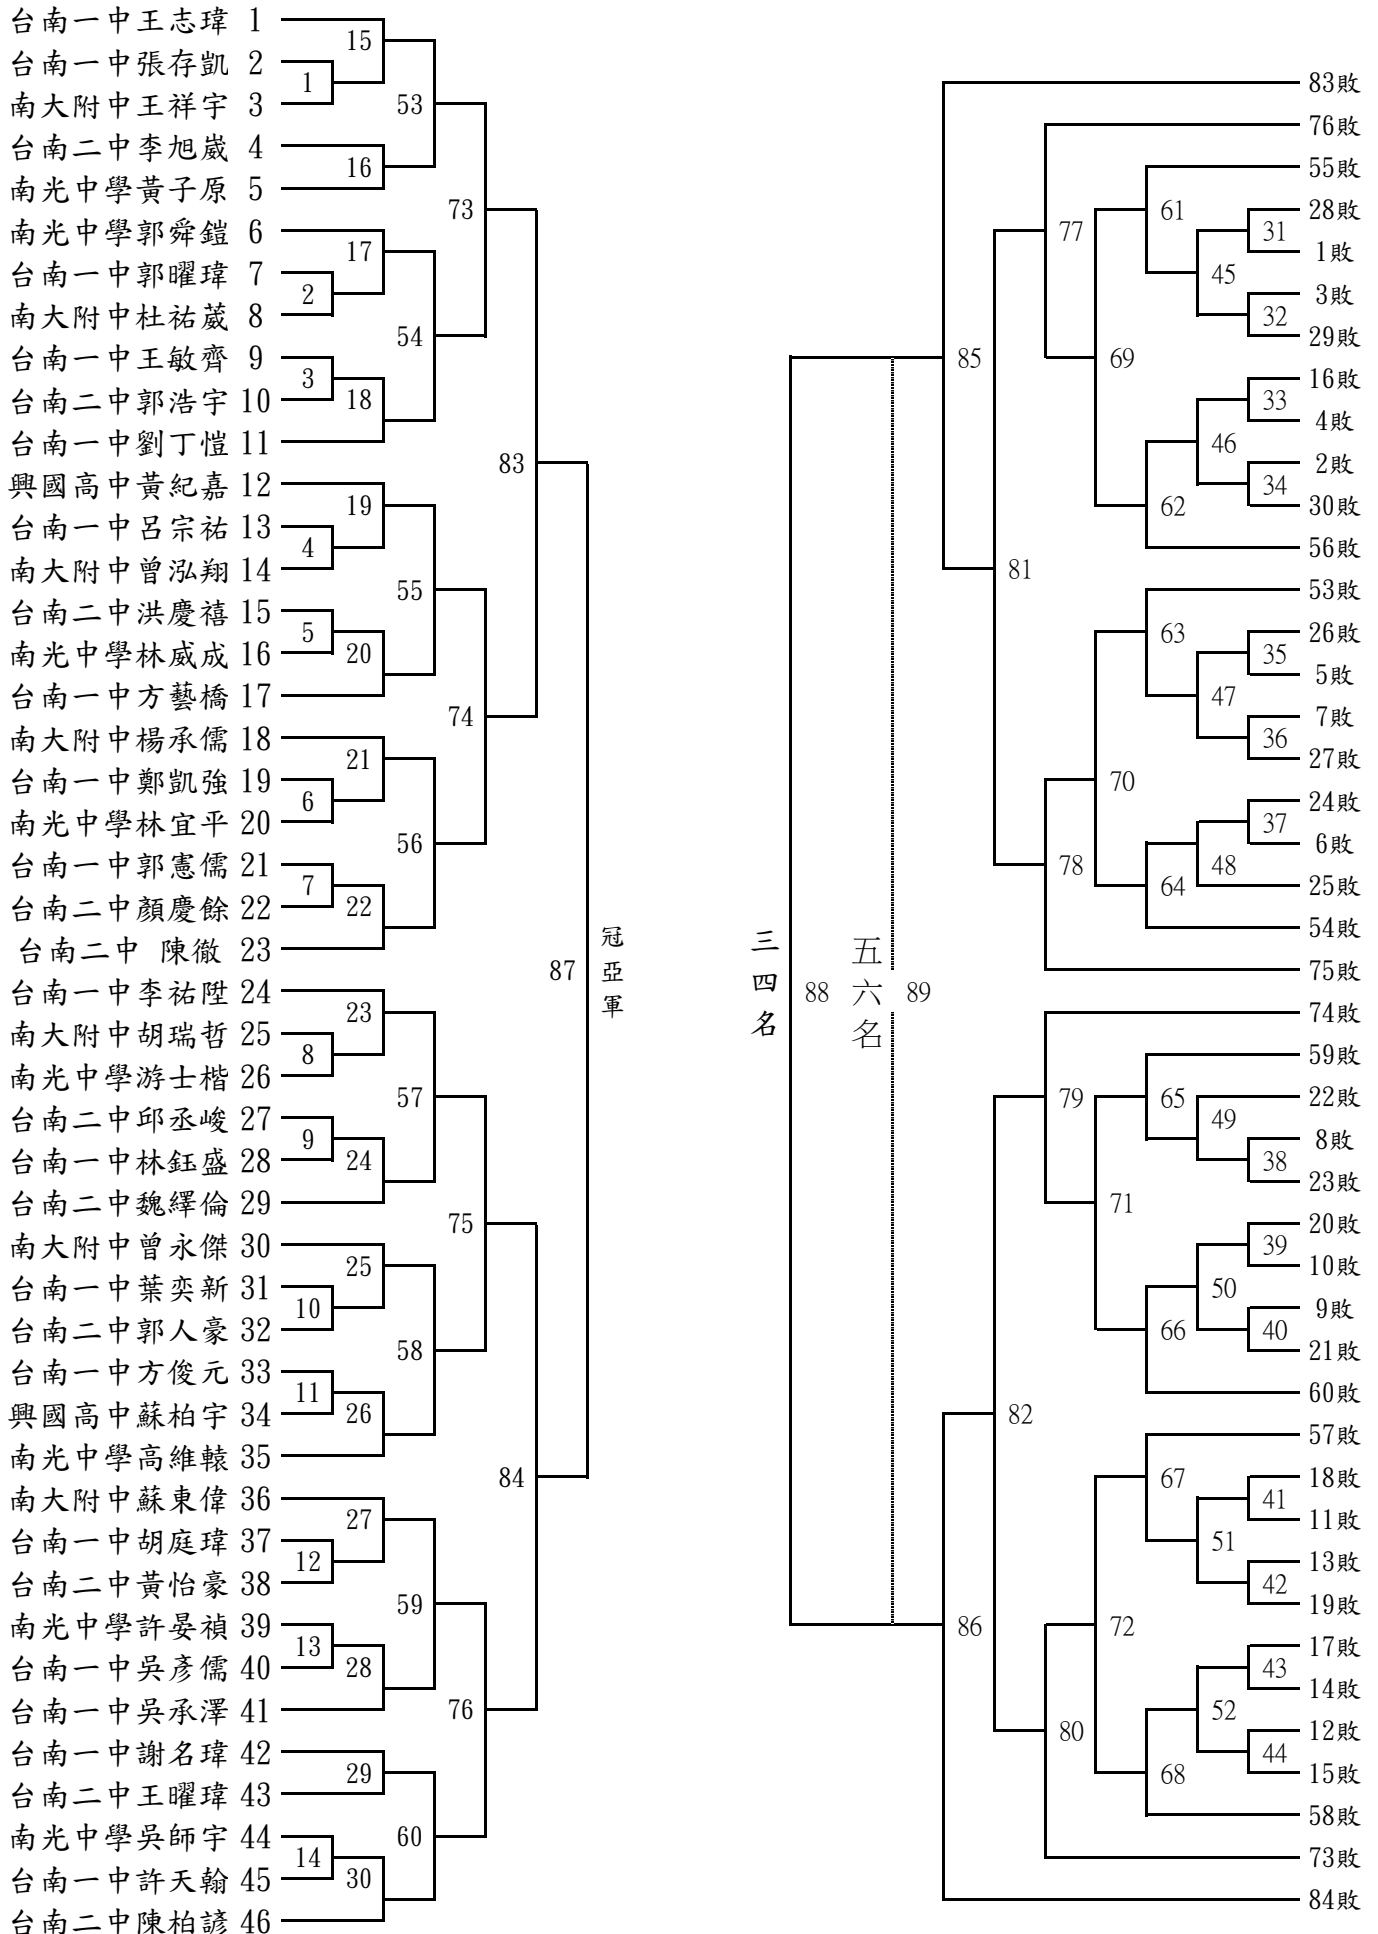 台南一中王志瑋 1
台南一中張存凱 2
南大附中王祥宇 3
台南二中李旭崴 4
南光中學黃子原 5
南光中學郭舜鎧 6
台南一中郭曜瑋 7
南大附中杜祐葳 8
台南一中王敏齊 9
台南二中郭浩宇 10
台南一中劉丁愷 11
興國高中黃紀嘉 12
台南一中呂宗祐 13
南大附中曾泓翔 14
台南二中洪慶禧 15
南光中學林威成 16
台南一中方藝橋 17
南大附中楊承儒 18
台南一中鄭凱強 19
南光中學林宜平 20
台南一中郭憲儒 21
台南二中顏慶餘 22
台南二中 陳徹 23
台南一中李祐陞 24
南大附中胡瑞哲 25
南光中學游士楷 26
台南二中邱丞峻 27
台南一中林鈺盛 28
台南二中魏繹倫 29
南大附中曾永傑 30
台南一中葉奕新 31
台南二中郭人豪 32
台南一中方俊元 33
興國高中蘇柏宇 34
南光中學高維轅 35
南大附中蘇東偉 36
台南一中胡庭瑋 37
台南二中黃怡豪 38
南光中學許晏禎 39
台南一中吳彥儒 40
台南一中吳承澤 41
台南一中謝名瑋 42
台南二中王曜瑋 43
南光中學吳師宇 44
台南一中許天翰 45
台南二中陳柏諺 46
1
2
3
4
5
6
7
8
9
10
11
12
13
14
15
16
17
18
19
20
21
22
23
24
25
26
27
28
29
30
53
54
55
56
57
58
59
60
73
74
75
76
83
84
87
冠亞軍
三四名
88
五六名
89
85
86
81
82
77
78
79
80
69
70
71
72
61
62
63
64
65
66
67
68
45
46
47
48
49
50
51
52
31
32
33
34
35
36
37
38
39
40
41
42
43
44
83敗
76敗
55敗
28敗
1敗
3敗
29敗
16敗
4敗
2敗
30敗
56敗
53敗
26敗
5敗
7敗
27敗
24敗
6敗
25敗
54敗
75敗
74敗
59敗
22敗
8敗
23敗
20敗
10敗
9敗
21敗
60敗
57敗
18敗
11敗
13敗
19敗
17敗
14敗
12敗
15敗
58敗
73敗
84敗